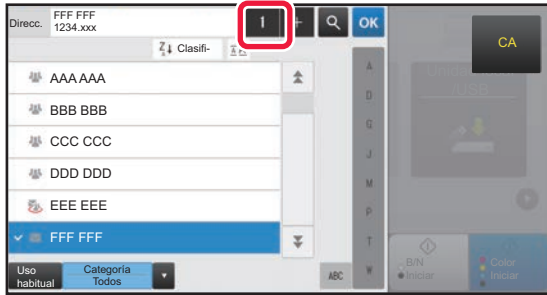 Direcc.
FFF FFF
1234.xxx
1
+
OK
CA
Z Clasifi-
AAA AAA
BBB BBB
CCC CCC
DDD DDD
EEE EEE
FFF FFF
A
D
G
J
M
P
T
W
/USB
Uso
habitual
Categoría
Todos
ABC
B/N
Iniciar
Color
Iniciar